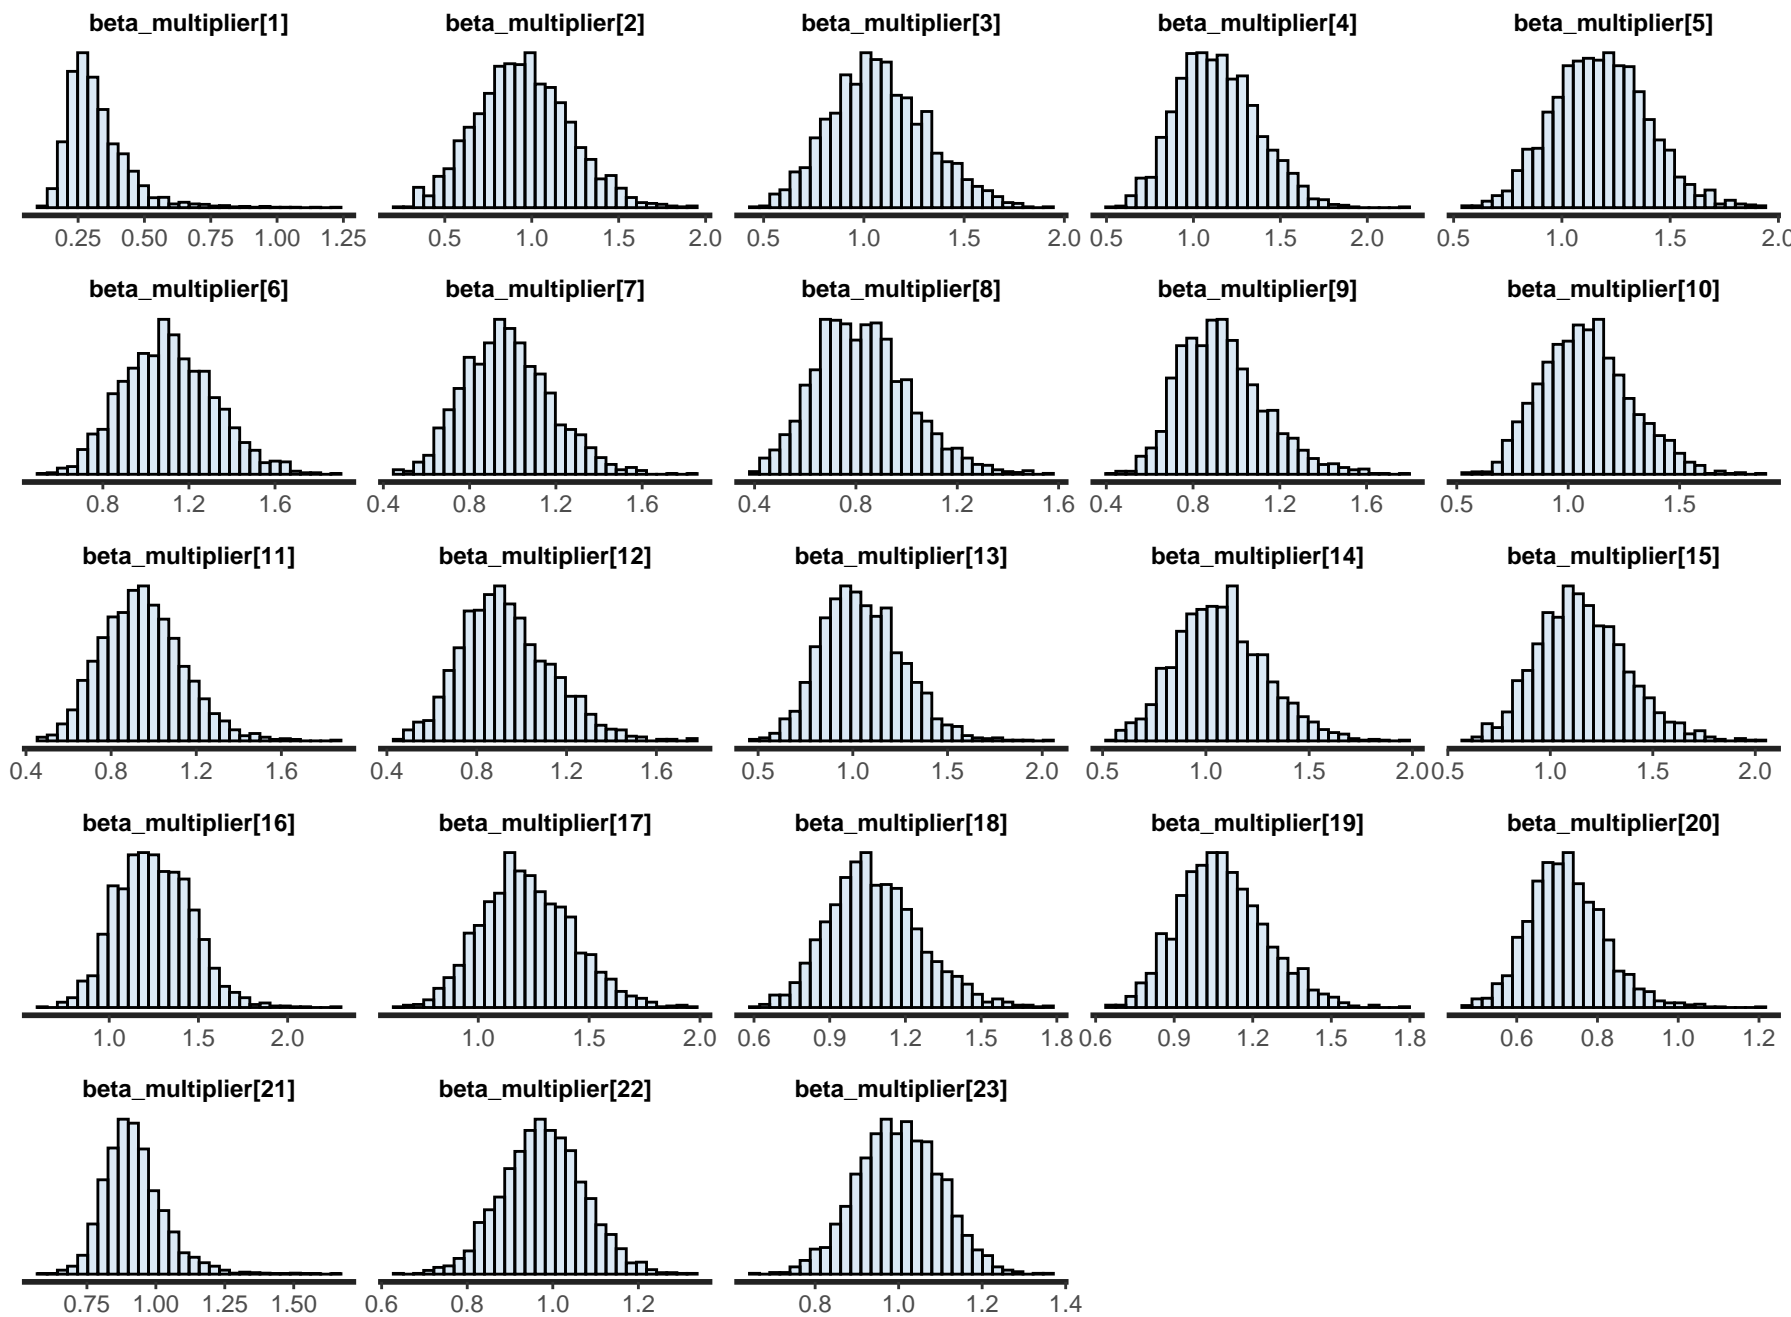 beta_multiplier[1] beta_multiplier[2] beta_multiplier[3] beta_multiplier[4] beta_multiplier[5]
0.25 0.50 0.75 1.00 1.25 0.5 1.0 1.5 2.0 0.5 1.0 1.5 2.0 0.5 1.0 1.5 2.0 0.5 1.0 1.5 2.0
beta_multiplier[6] beta_multiplier[7] beta_multiplier[8] beta_multiplier[9] beta_multiplier[10]
0.8 1.2 1.6 0.4 0.8 1.2 1.6 0.4 0.8 1.2 1.6 0.4 0.8 1.2 1.6 0.5 1.0 1.5
beta_multiplier[11] beta_multiplier[12] beta_multiplier[13] beta_multiplier[14] beta_multiplier[15]
0.4 0.8 1.2 1.6 0.4 0.8 1.2 1.6 0.5 1.0 1.5 2.0 0.5 1.0 1.5 2.0 0.5 1.0 1.5 2.0
beta_multiplier[16] beta_multiplier[17] beta_multiplier[18] beta_multiplier[19] beta_multiplier[20]
1.0 1.5 2.0 1.0 1.5 2.0 0.6 0.9 1.2 1.5 1.8 0.6 0.9 1.2 1.5 1.8 0.6 0.8 1.0 1.2
beta_multiplier[21] beta_multiplier[22] beta_multiplier[23]
0.75 1.00 1.25 1.50 0.6 0.8 1.0 1.2 0.8 1.0 1.2 1.4